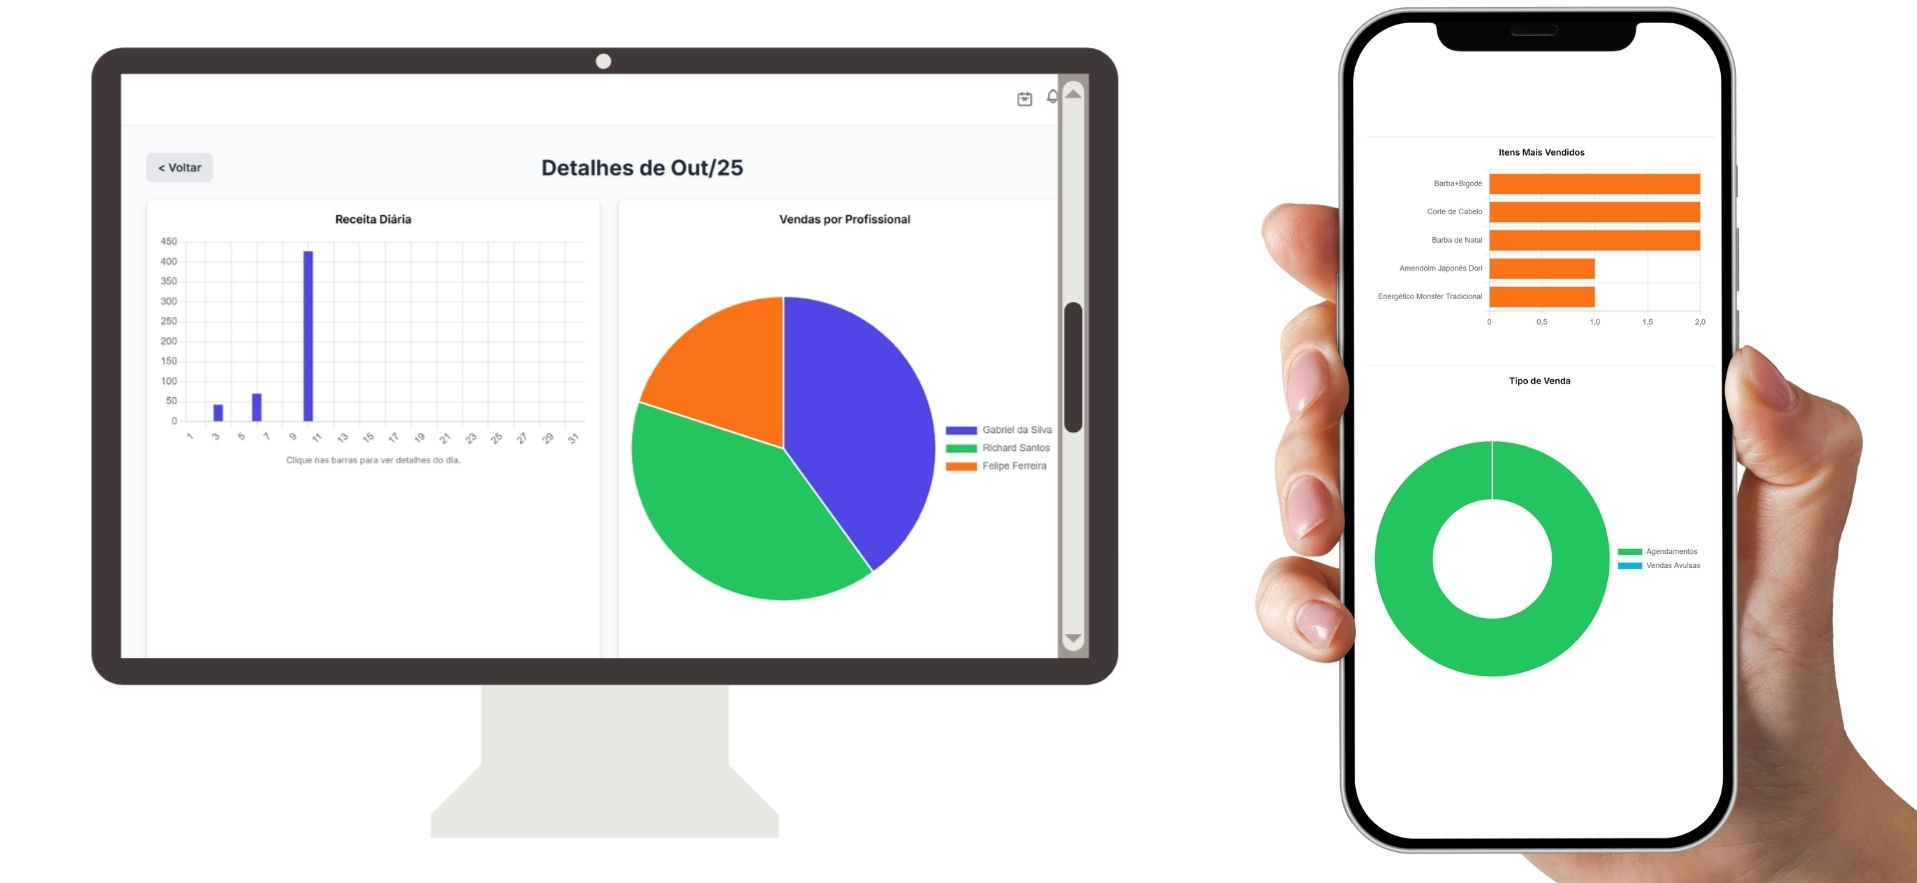 < Voltar
Detalhes de Out/25
Receita Diária
450
400
350
300
250
200
150
100
50
0
1 3 5 7 9 11 13 15 17 19 21 23 25 27 29 31
Clique nas barras para ver detalhes do dia.
Vendas por Profissional
Gabriel da Silva
Richard Santos
Felipe Ferreira
Itens Mais Vendidos
Barba+Bigode
Corte de Cabelo
Barba de Natal
Amendoim Japonês Dori
Energético Monster Tradicional
0 0,5 1,0 1,5 2,0
Tipo de Venda
Agendamentos
Vendas Avulsas